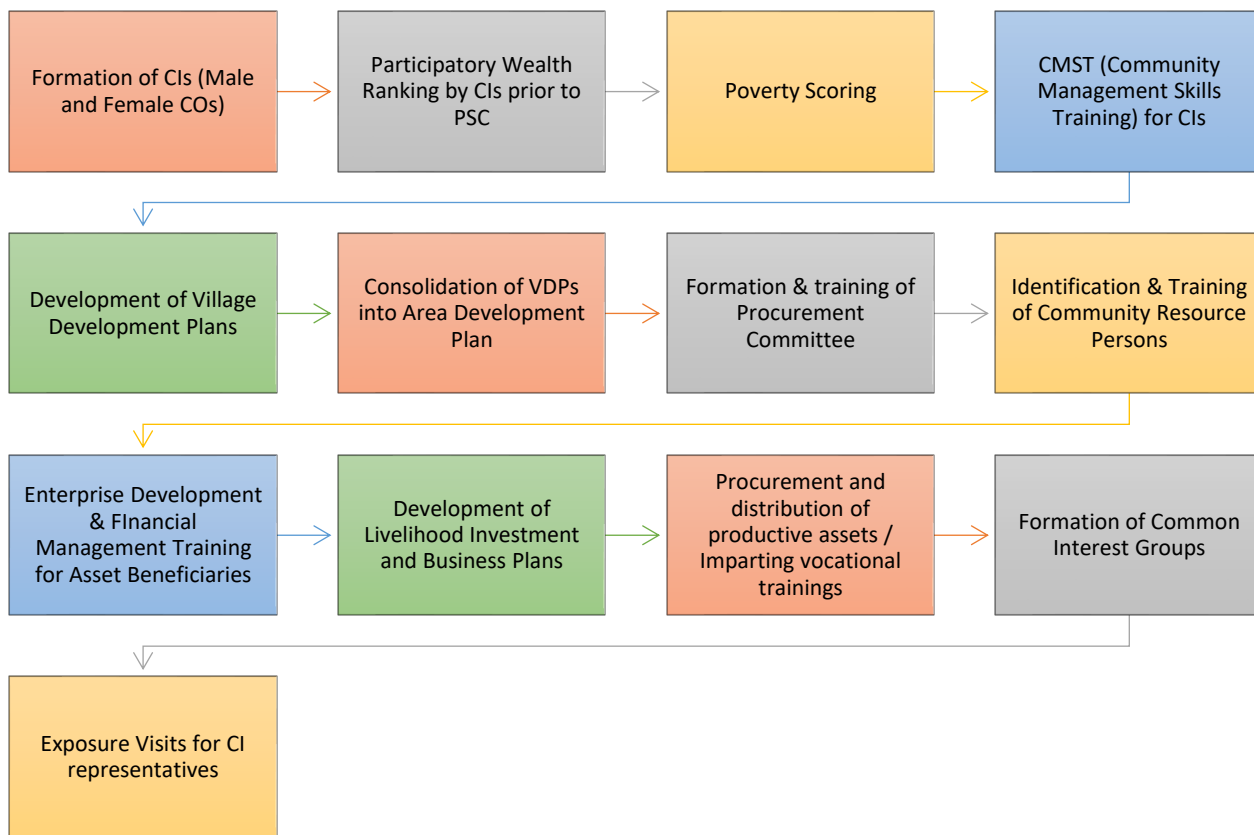 Formation of CIs (Male
and Female COs)
Participatory Wealth
Ranking by CIs prior to
PSC
Poverty Scoring
CMST (Community
Management Skills
Training) for CIs
Development of Village
Development Plans
Consolidation of VDPs
into Area Development
Plan
Formation & training of
Procurement
Committee
Identification & Training
of Community Resource
Persons
Enterprise Development
& FInancial
Management Training
for Asset Beneficiaries
Development of
Livelihood Investment
and Business Plans
Procurement and
distribution of
productive assets /
Imparting vocational
trainings
Formation of Common
Interest Groups
Exposure Visits for CI
representatives